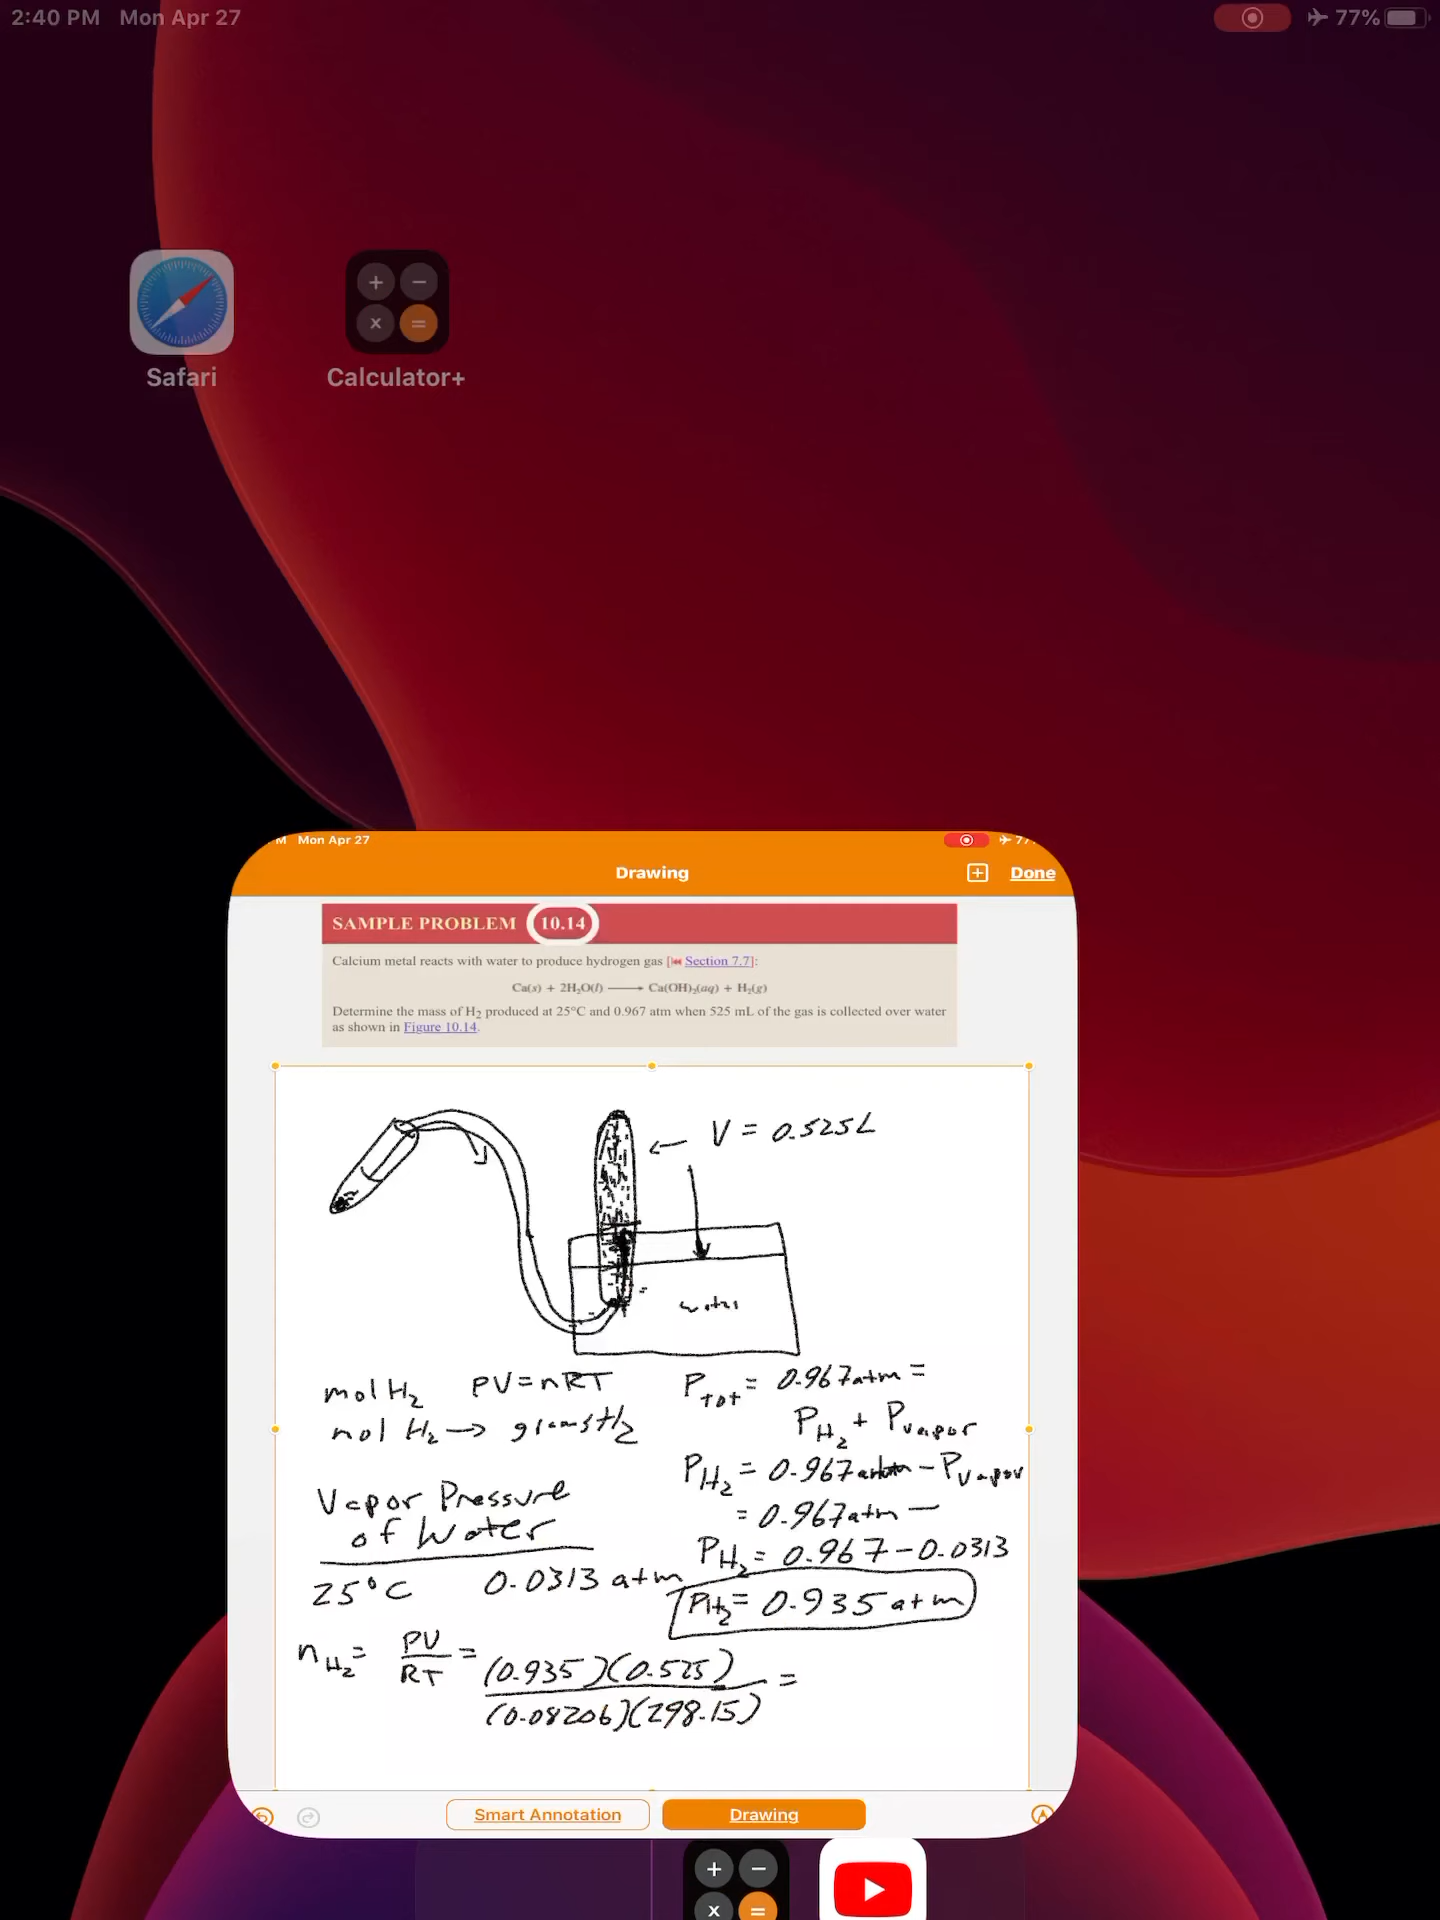 2:40 PM Mon Apr 27
77%
Safari
Calculator+
M Mon Apr 27
77
Drawing
Done
SAMPLE PROBLEM 10.14
Calcium metal reacts with water to produce hydrogen gas [⏮ Section 7.7]:
Ca(s) + 2H₂O(l) ⟶ Ca(OH)₂(aq) + H₂(g)
Determine the mass of H₂ produced at 25°C and 0.967 atm when 525 mL of the gas is collected over water
as shown in Figure 10.14.
← V = 0.525L
water
mol H₂ PV=nRT
mol H₂ → grams H₂
P_Tot = 0.967atm =
P_H₂ + P_vapor
P_H₂ = 0.967 atm − P_vapor
= 0.967atm −
P_H₂ = 0.967 − 0.0313
P_H₂ = 0.935 atm
Vapor Pressure
of Water
25°C 0.0313 atm
n_H₂ = PV/RT = (0.935)(0.525)/(0.08206)(298.15) =
Smart Annotation
Drawing